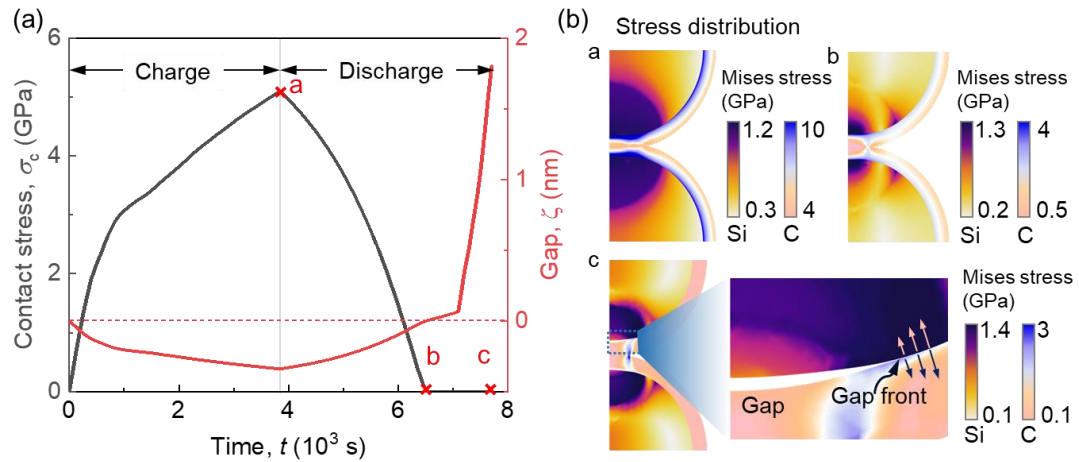 (a)
6
4
2
0
Contact stress, σc (GPa)
Charge
Discharge
a
b
c
2
1
0
Gap, ζ (nm)
0
2
4
6
8
Time, t (10³ s)
(b)
Stress distribution
a
Mises stress
(GPa)
1.2
10
0.3
4
Si
C
b
Mises stress
(GPa)
1.3
4
0.2
0.5
Si
C
c
Gap
Gap front
Mises stress
(GPa)
1.4
3
0.1
0.1
Si
C